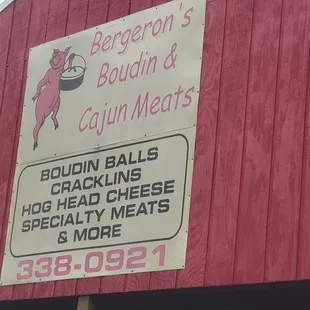 Bergeron's
Boudin &
Cajun Meats
BOUDIN BALLS
CRACKLINS
HOG HEAD CHEESE
SPECIALTY MEATS
& MORE
338-0921